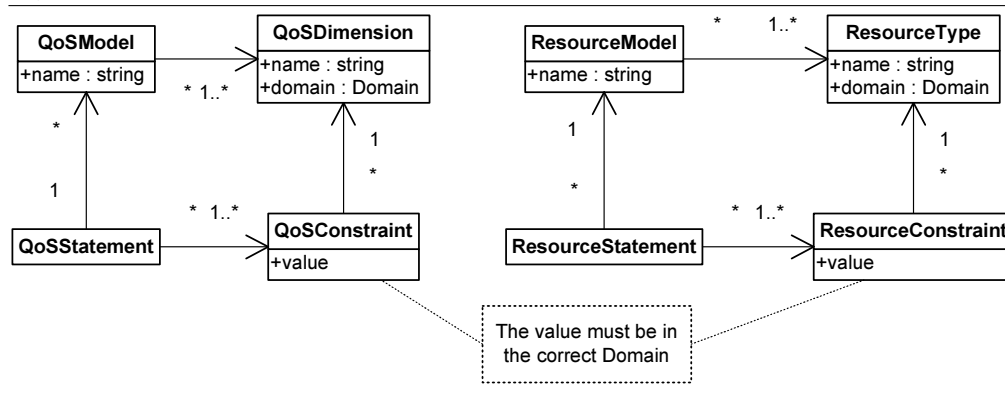 QoSModel
+name : string
QoSDimension
+name : string
+domain : Domain
* 1..*
*
1
1
*
QoSStatement
* 1..*
QoSConstraint
+value
ResourceModel
+name : string
* 1..*
ResourceType
+name : string
+domain : Domain
1
*
1
*
ResourceStatement
* 1..*
ResourceConstraint
+value
The value must be in
the correct Domain